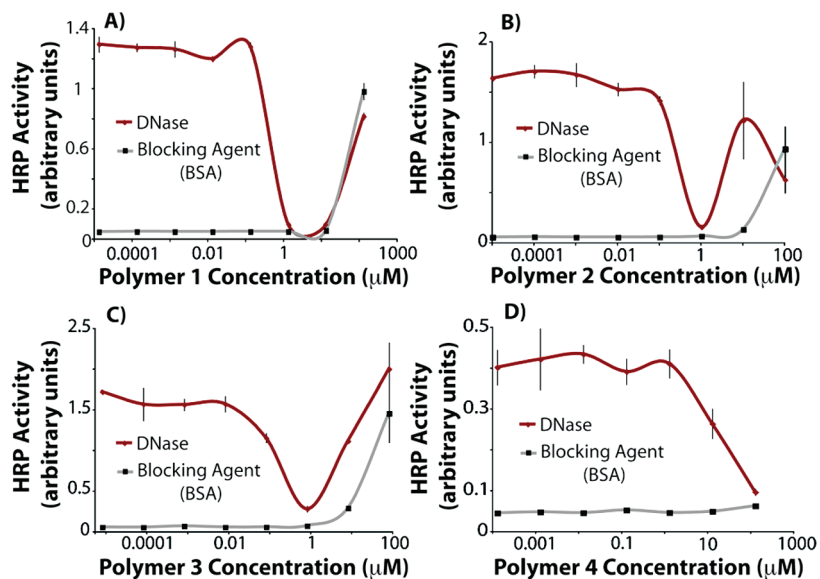 A)
HRP Activity
(arbitrary units)
1.4
1
0.6
0.2
0
DNase
Blocking Agent
(BSA)
0.0001
0.01
1
1000
Polymer 1 Concentration (μM)
B)
HRP Activity
(arbitrary units)
2
1
0
DNase
Blocking Agent
(BSA)
0.0001
0.01
1
100
Polymer 2 Concentration (μM)
C)
HRP Activity
(arbitrary units)
2.5
1.5
0.5
0
DNase
Blocking Agent
(BSA)
0.0001
0.01
1
100
Polymer 3 Concentration (μM)
D)
HRP Activity
(arbitrary units)
0.5
0.3
0.1
0
DNase
Blocking Agent
(BSA)
0.001
0.1
10
1000
Polymer 4 Concentration (μM)